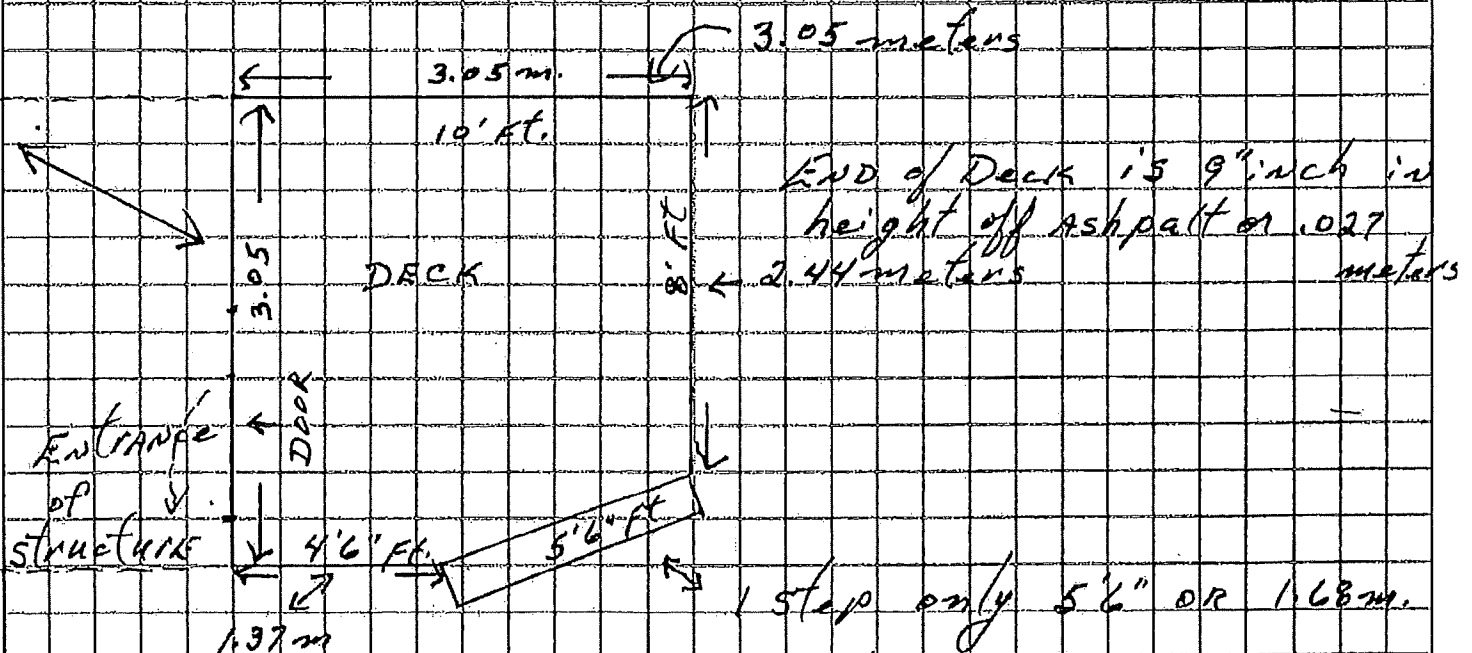 3.05 meters
3.05 m.
10' Ft.
END of Deck is 9" inch in
height off Ashpalt or .027
meters
8' Ft
2.44 meters
3.05
DECK
DOOR
Entrance
of
structure
4'6" Ft.
5'6" Ft
1 Step only 5'6" OR 1.68m.
1.37 m